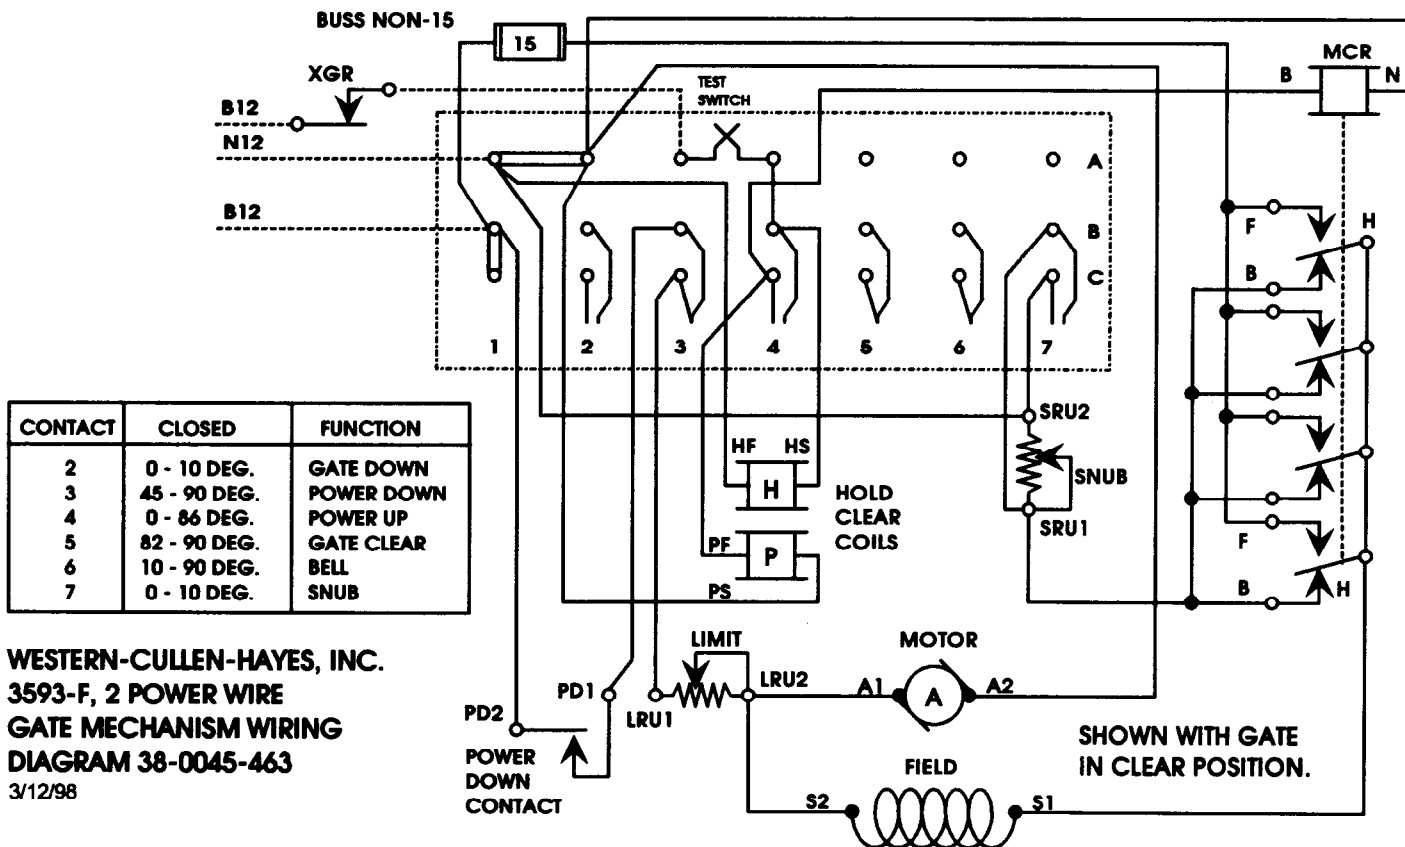 BUSS NON-15
15
MCR
B
N
XGR
TEST
SWITCH
B12
N12
A
B12
B
C
F
H
B
1 2 3 4 5 6 7
CONTACT CLOSED FUNCTION
2 0 - 10 DEG. GATE DOWN
3 45 - 90 DEG. POWER DOWN
4 0 - 86 DEG. POWER UP
5 82 - 90 DEG. GATE CLEAR
6 10 - 90 DEG. BELL
7 0 - 10 DEG. SNUB
SRU2
SNUB
SRU1
HF HS
H
HOLD
CLEAR
COILS
PF
P
PS
F
B
H
WESTERN-CULLEN-HAYES, INC.
3593-F, 2 POWER WIRE
GATE MECHANISM WIRING
DIAGRAM 38-0045-463
3/12/98
LIMIT
PD1
LRU1
LRU2
PD2
POWER
DOWN
CONTACT
MOTOR
A1
A
A2
FIELD
S2
S1
SHOWN WITH GATE
IN CLEAR POSITION.